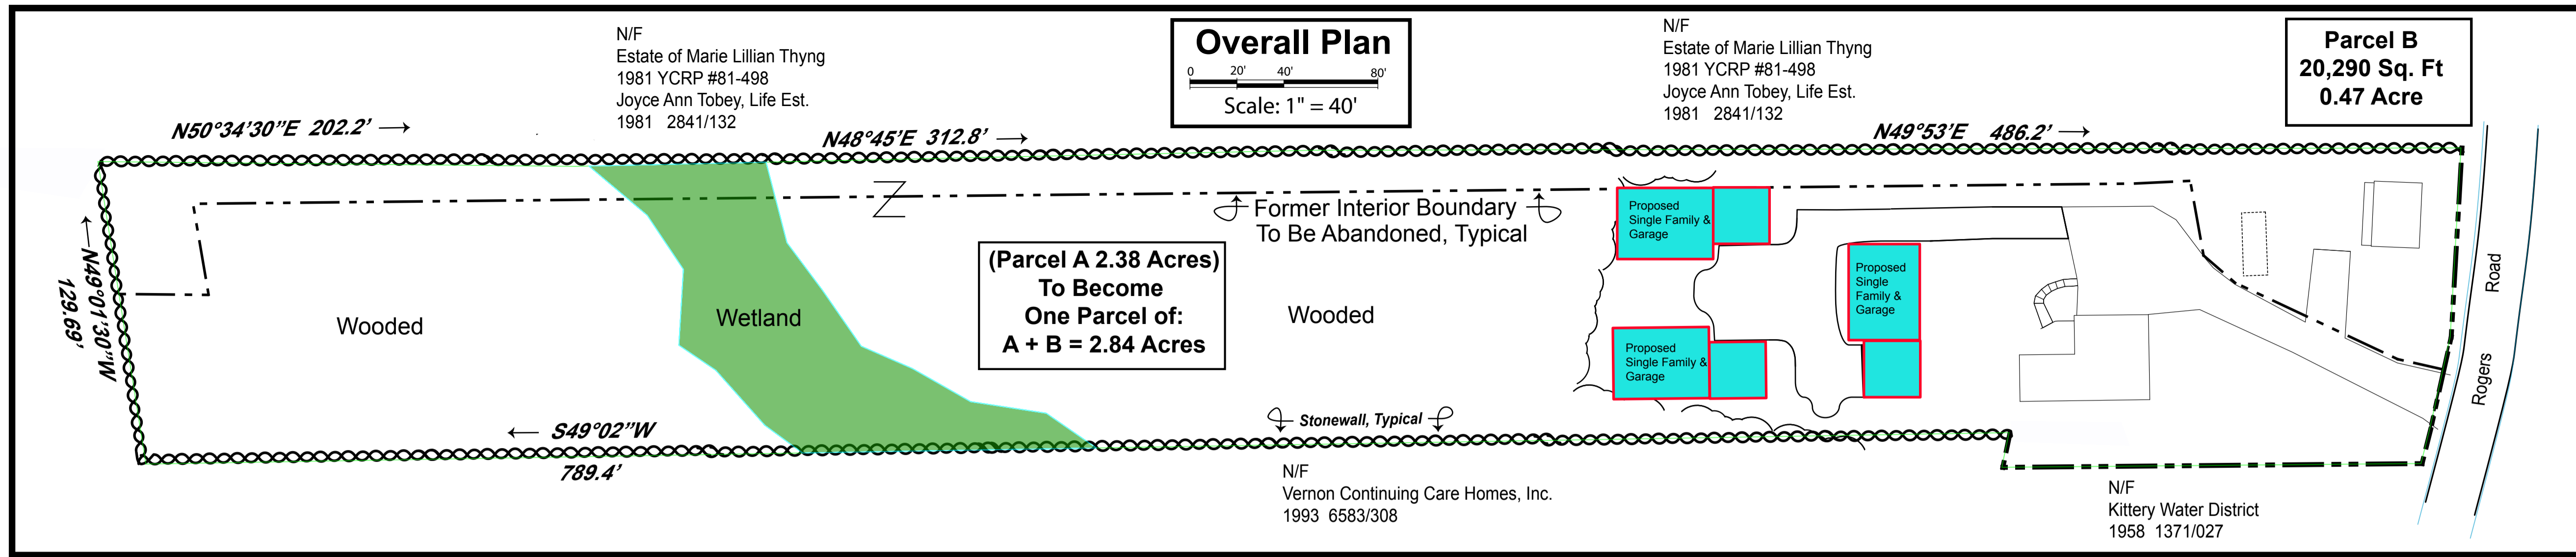 N/F
Estate of Marie Lillian Thyng
1981 YCRP #81-498
Joyce Ann Tobey, Life Est.
1981 2841/132
Overall Plan
0 20' 40' 80'
Scale: 1" = 40'
N/F
Estate of Marie Lillian Thyng
1981 YCRP #81-498
Joyce Ann Tobey, Life Est.
1981 2841/132
Parcel B
20,290 Sq. Ft
0.47 Acre
N50°34'30"E 202.2'
N48°45'E 312.8'
N49°53'E 486.2'
N49°01'30"W
129.69'
Z
Former Interior Boundary
To Be Abandoned, Typical
Proposed
Single Family &
Garage
(Parcel A 2.38 Acres)
To Become
One Parcel of:
A + B = 2.84 Acres
Wooded
Wetland
Wooded
Proposed
Single
Family &
Garage
Proposed
Single Family &
Garage
Rogers Road
S49°02"W
789.4'
Stonewall, Typical
N/F
Vernon Continuing Care Homes, Inc.
1993 6583/308
N/F
Kittery Water District
1958 1371/027